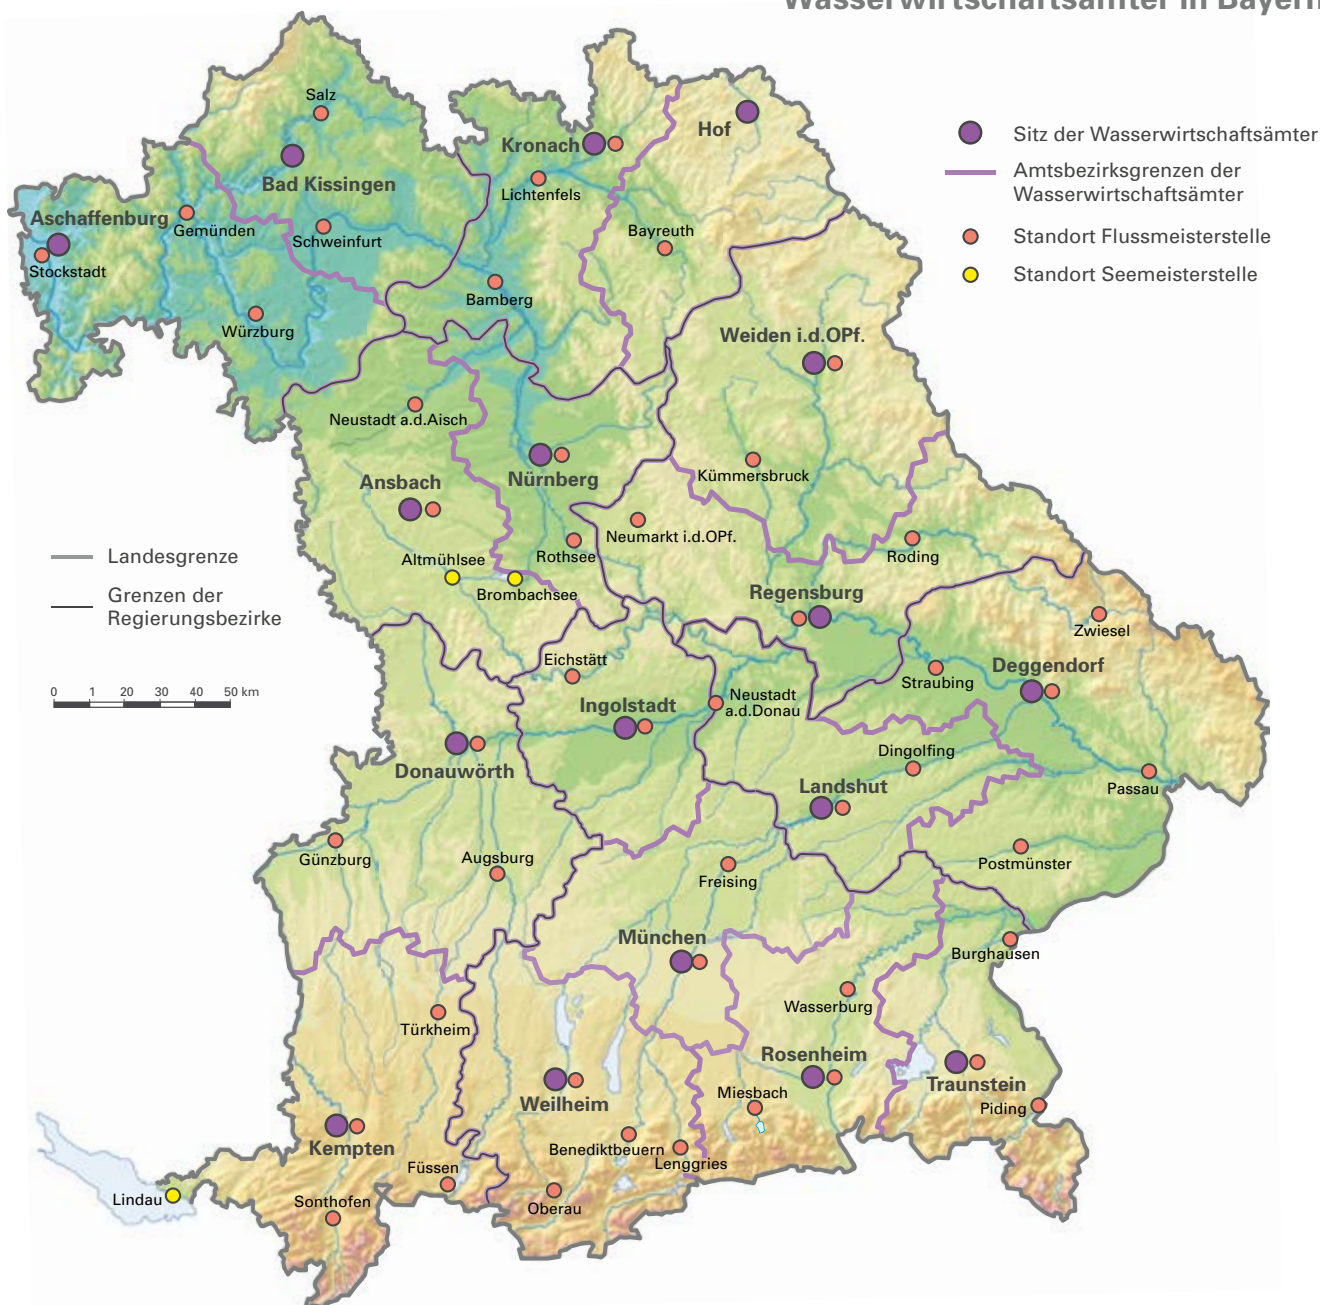 Wasserwirtschaftsämter in Bayern
Sitz der Wasserwirtschaftsämter
Amtsbezirksgrenzen der
Wasserwirtschaftsämter
Standort Flussmeisterstelle
Standort Seemeisterstelle
Salz
Kronach
Hof
Bad Kissingen
Lichtenfels
Aschaffenburg
Gemünden
Schweinfurt
Bayreuth
Stockstadt
Bamberg
Würzburg
Weiden i.d.OPf.
Neustadt a.d.Aisch
Nürnberg
Kümmersbruck
Ansbach
Neumarkt i.d.OPf.
Roding
Rothsee
Altmühlsee
Brombachsee
Landesgrenze
Grenzen der
Regierungsbezirke
0 1 20 30 40 50 km
Regensburg
Zwiesel
Eichstätt
Straubing
Deggendorf
Neustadt
a.d.Donau
Ingolstadt
Donauwörth
Dingolfing
Landshut
Passau
Günzburg
Augsburg
Freising
Postmünster
München
Burghausen
Wasserburg
Türkheim
Rosenheim
Traunstein
Miesbach
Piding
Weilheim
Kempten
Benediktbeuern
Lenggries
Füssen
Lindau
Sonthofen
Oberau